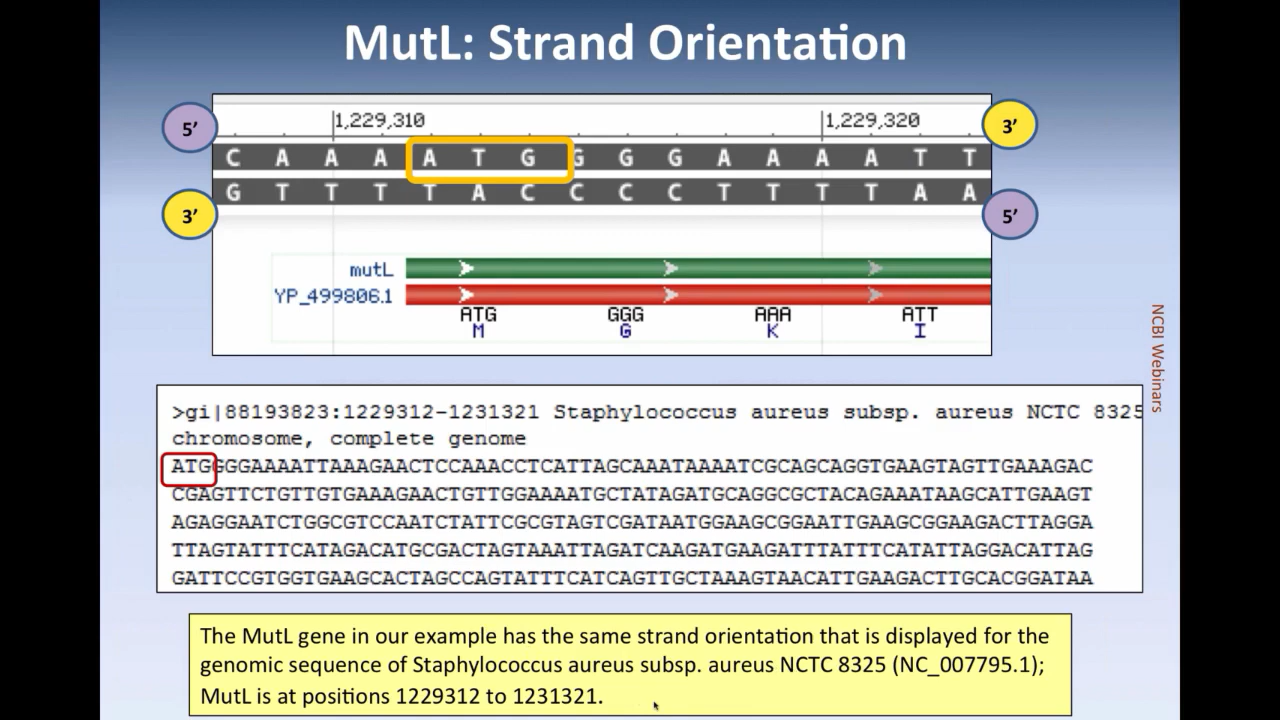 MutL: Strand Orientation
5’ 1,229,310 1,229,320 3’
C A A A A T G G G G A A A A T T
G T T T T A C C C C T T T T A A
3’ 5’
mutL
YP_499806.1
ATG GGG AAA ATT
M G K I
NCBI Webinars
>gi|88193823:1229312-1231321 Staphylococcus aureus subsp. aureus NCTC 8325
chromosome, complete genome
ATGGGGAAAATTAAAGAACTCCAAACCTCATTAGCAAATAAAATCGCAGCAGGTGAAGTAGTTGAAAGAC
CGAGTTCTGTTGTGAAAGAACTGTTGGAAAATGCTATAGATGCAGGCGCTACAGAAATAAGCATTGAAGT
AGAGGAATCTGGCGTCCAATCTATTCGCGTAGTCGATAATGGAAGCGGAATTGAAGCGGAAGACTTAGGA
TTAGTATTTCATAGACATGCGACTAGTAAATTAGATCAAGATGAAGATTTATTTCATATTAGGACATTAG
GATTCCGTGGTGAAGCACTAGCCAGTATTTCATCAGTTGCTAAAGTAACATTGAAGACTTGCACGGATAA
The MutL gene in our example has the same strand orientation that is displayed for the
genomic sequence of Staphylococcus aureus subsp. aureus NCTC 8325 (NC_007795.1);
MutL is at positions 1229312 to 1231321.